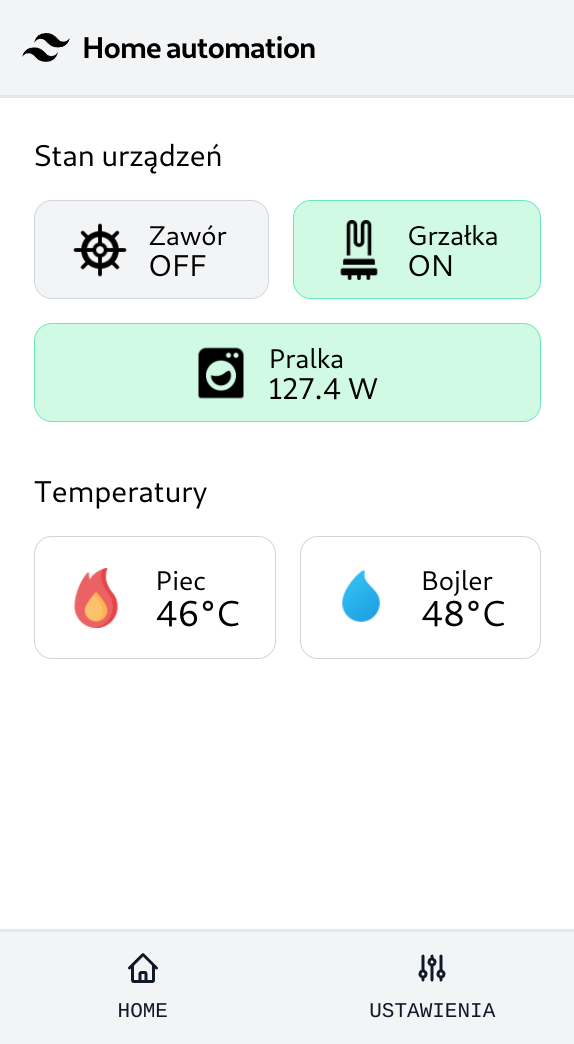 Home automation
Stan urządzeń
Zawór
OFF
Grzałka
ON
Pralka
127.4 W
Temperatury
Piec
46°C
Bojler
48°C
HOME
USTAWIENIA